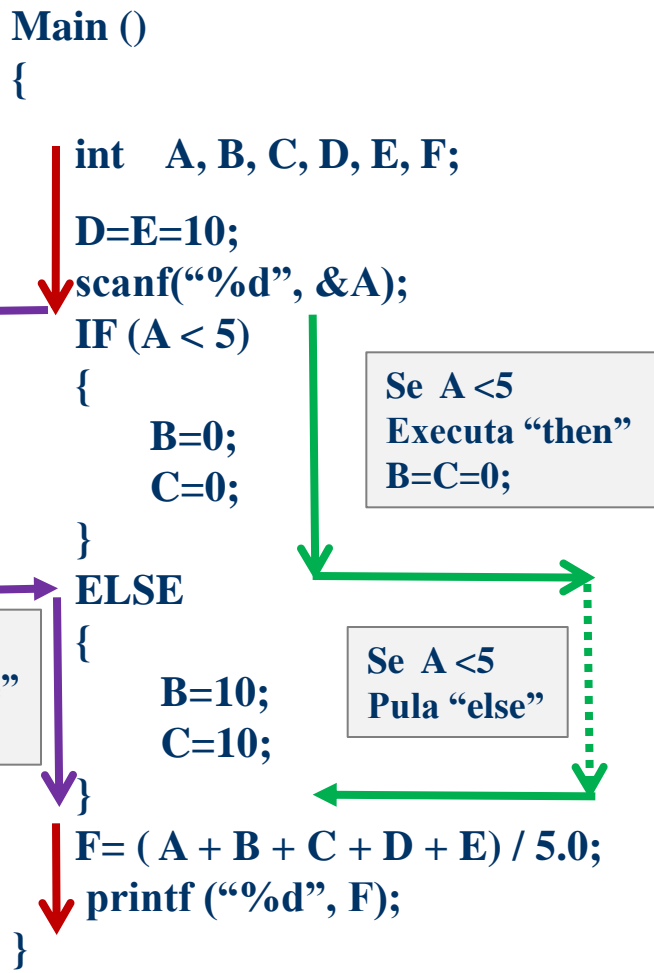 Main ()
{
int A, B, C, D, E, F;
D=E=10;
scanf(“%d”, &A);
IF (A < 5)
{
B=0;
C=0;
}
Se A <5
Executa “then”
B=C=0;
ELSE
{
B=10;
C=10;
}
”
Se A <5
Pula “else”
F= ( A + B + C + D + E) / 5.0;
printf (“%d”, F);
}